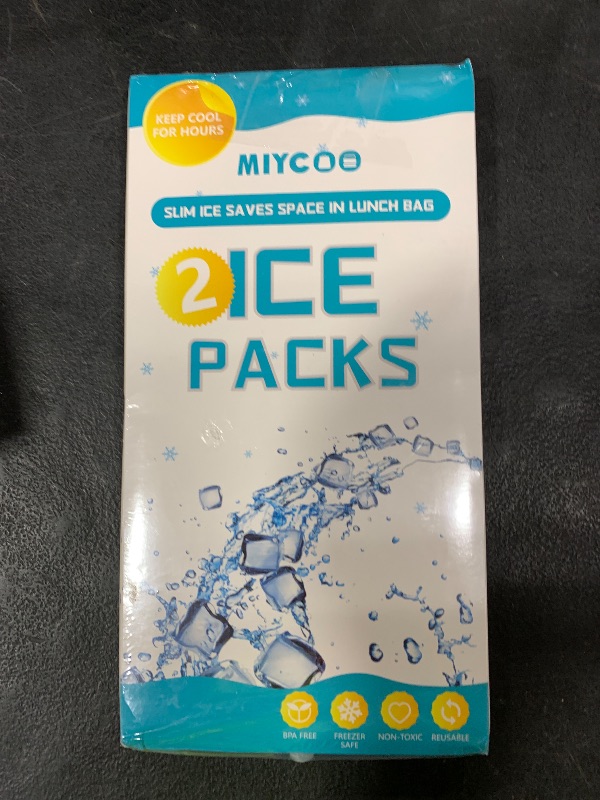 KEEP COOL
FOR HOURS
MIYCOO
SLIM ICE SAVES SPACE IN LUNCH BAG
2 ICE
PACKS
BPA FREE
FREEZER
SAFE
NON-TOXIC
REUSABLE